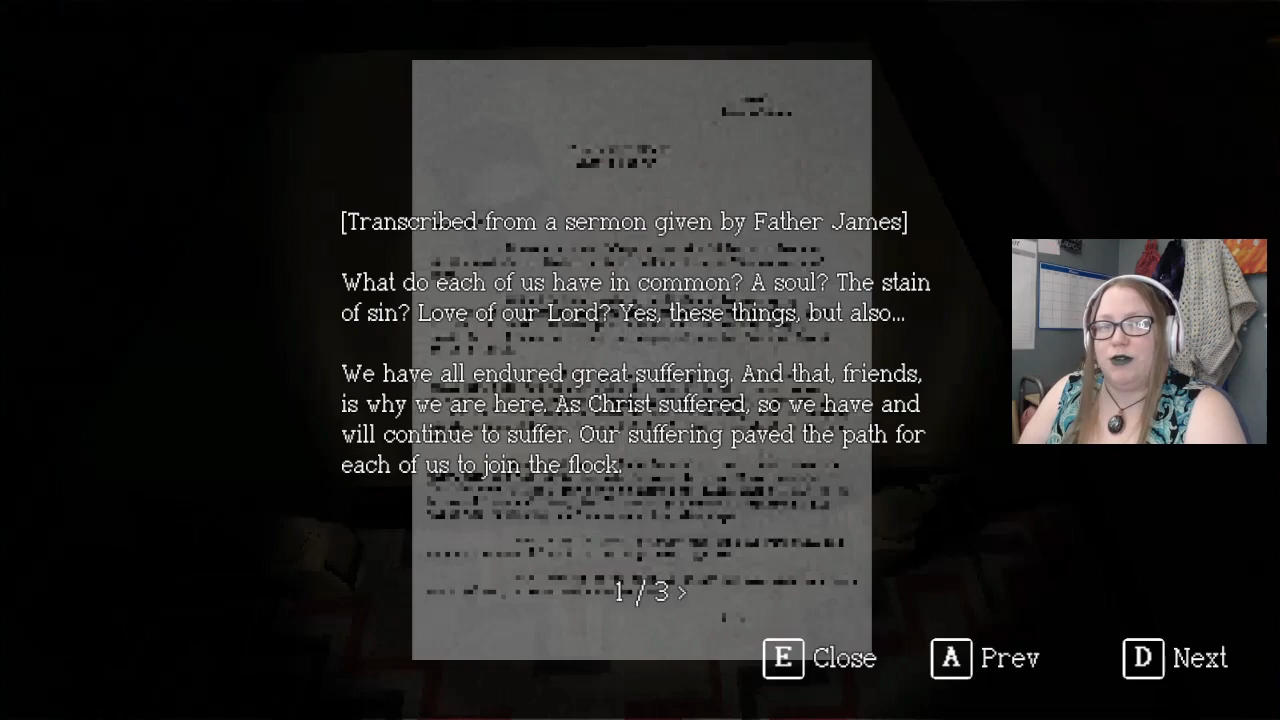 [Transcribed from a sermon given by Father James]
What do each of us have in common? A soul? The stain
of sin? Love of our Lord? Yes, these things, but also...
We have all endured great suffering. And that, friends,
is why we are here. As Christ suffered, so we have and
will continue to suffer. Our suffering paved the path for
each of us to join the flock.
1 / 3 >
E Close
A Prev
D Next